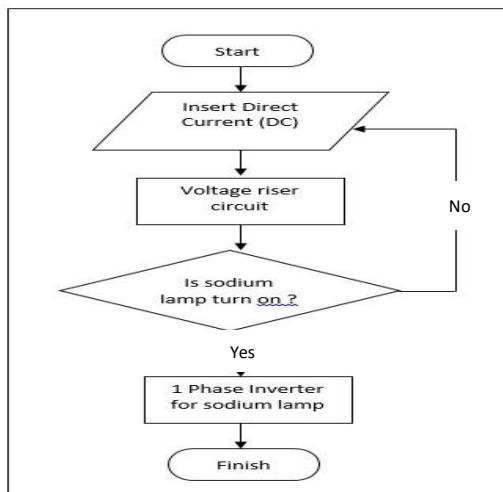 Start
Insert Direct
Current (DC)
Voltage riser
circuit
No
Is sodium
lamp turn on ?
Yes
1 Phase Inverter
for sodium lamp
Finish